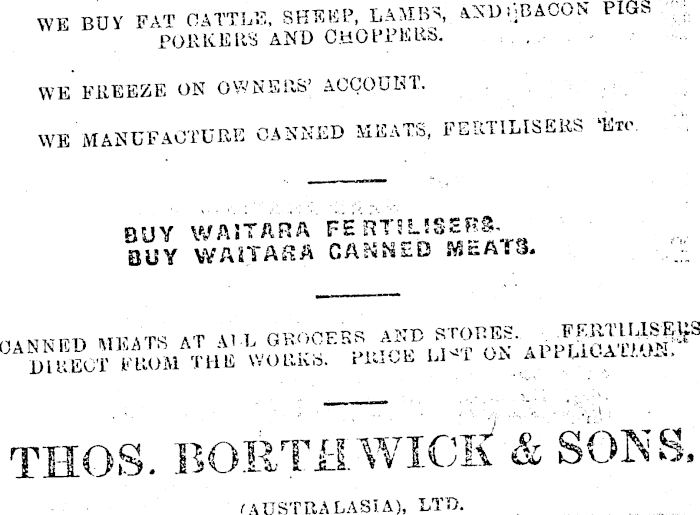 WE BUY FAT CATTLE, SHEEP, LAMBS, AND BACON PIGS
PORKERS AND CHOPPERS.
WE FREEZE ON OWNERS' ACCOUNT.
WE MANUFACTURE CANNED MEATS, FERTILISERS 'ETC.
BUY WAITARA FERTILISERS.
BUY WAITARA CANNED MEATS.
CANNED MEATS AT ALL GROCERS AND STORES. FERTILISERS
DIRECT FROM THE WORKS. PRICE LIST ON APPLICATION.
THOS. BORTHWICK & SONS.
(AUSTRALASIA), LTD.